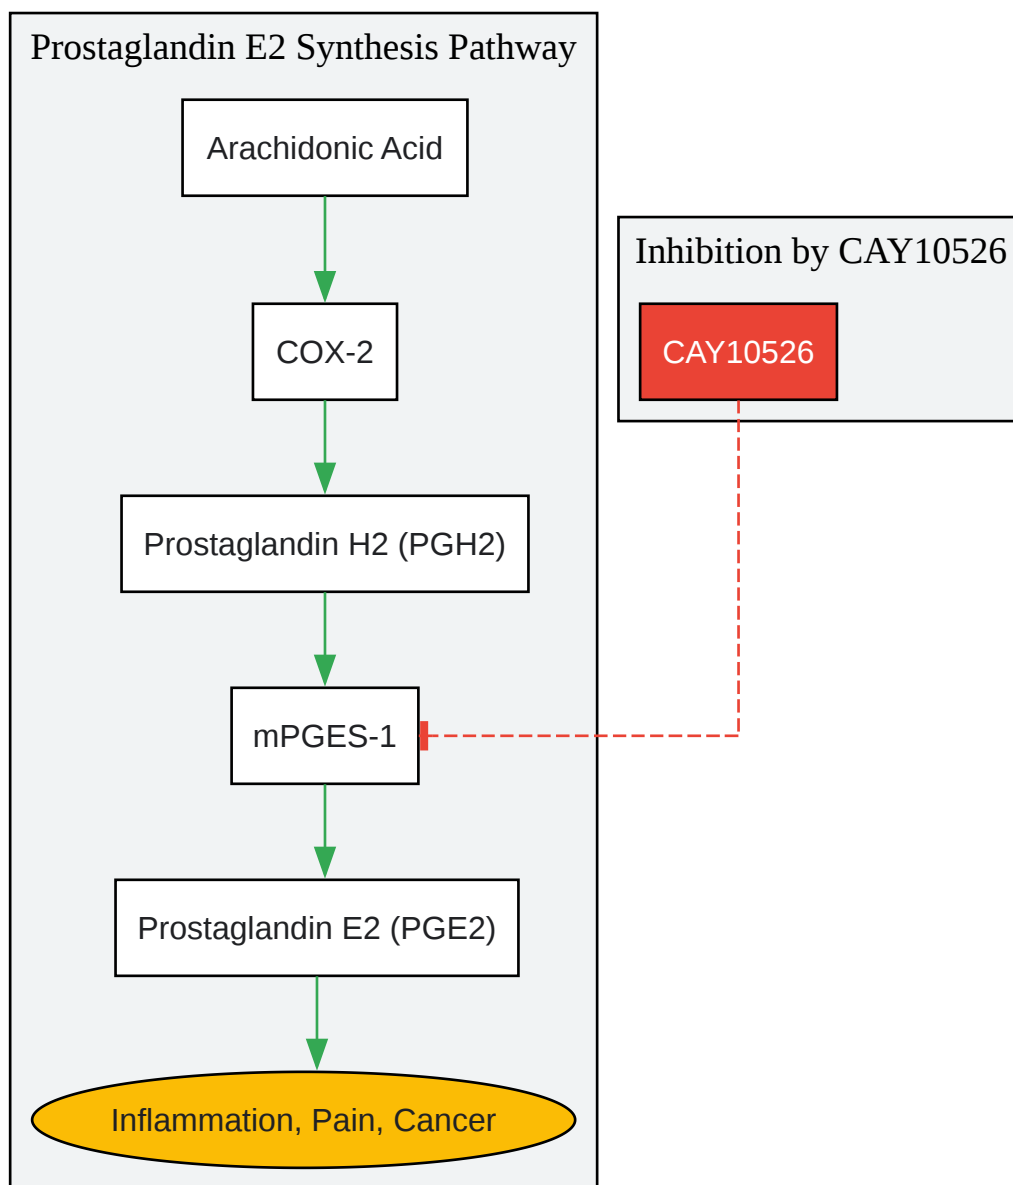 Prostaglandin E2 Synthesis Pathway
Arachidonic Acid
COX-2
Prostaglandin H2 (PGH2)
mPGES-1
Prostaglandin E2 (PGE2)
Inflammation, Pain, Cancer
Inhibition by CAY10526
CAY10526